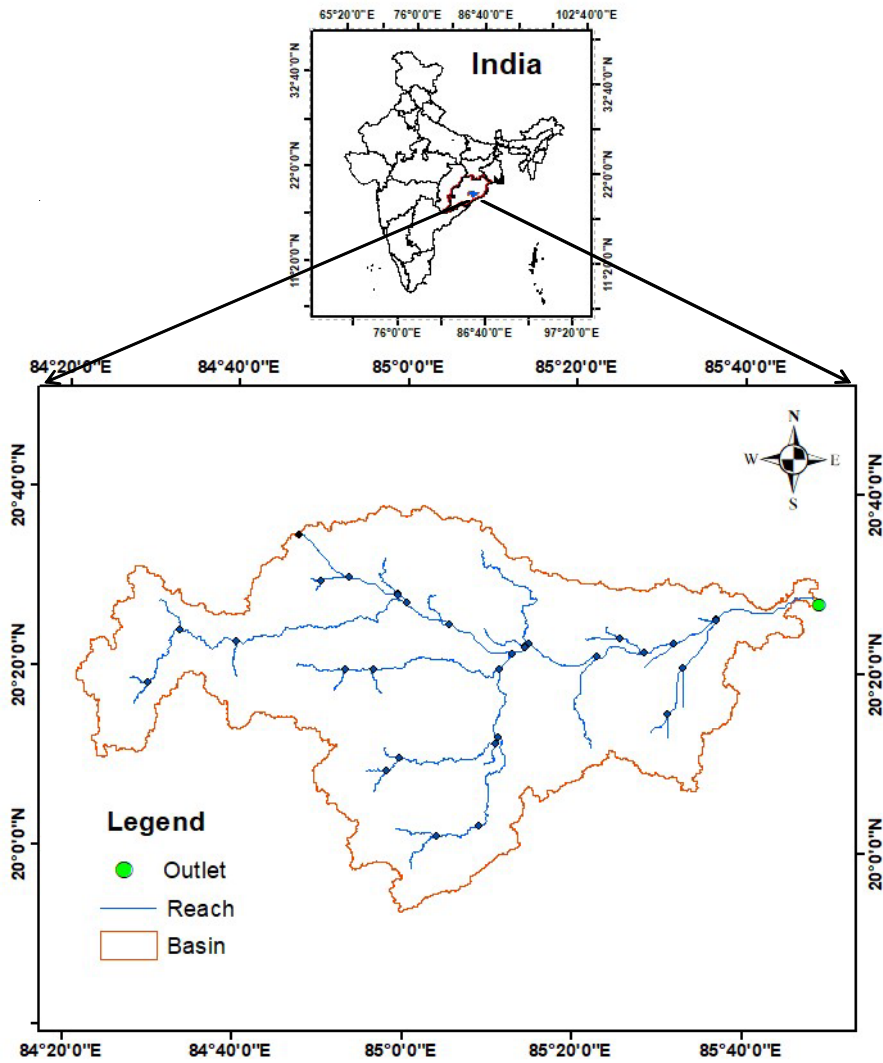 65°20'0"E 76°0'0"E 86°40'0"E 102°40'0"E
India
32°40'0"N
32°40'0"N
22°0'0"N
22°0'0"N
11°20'0"N
11°20'0"N
76°0'0"E 86°40'0"E 97°20'0"E
84°20'0"E 84°40'0"E 85°0'0"E 85°20'0"E 85°40'0"E
N
W E
S
20°40'0"N
20°40'0"N
20°20'0"N
20°20'0"N
20°0'0"N
20°0'0"N
Legend
Outlet
Reach
Basin
84°20'0"E 84°40'0"E 85°0'0"E 85°20'0"E 85°40'0"E